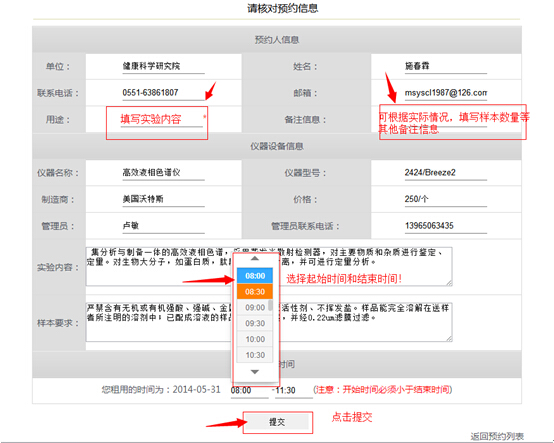 请核对预约信息
预约人信息
单位： 健康科学研究院 姓名： 施春霖
联系电话： 0551-63861807 邮箱： msyscl1987@126.com
用途： 填写实验内容 * 备注信息： 可根据实际情况，填写样本数量等
其他备注信息
仪器设备信息
仪器名称： 高效液相色谱仪 仪器型号： 2424/Breeze2
制造商： 美国沃特斯 价格： 250/个
管理员： 卢敏 管理员联系电话： 13965063435
实验内容： 集分析与制备一体的高效液相色谱，散射检测器，对主要物质和杂质进行鉴定、
定量。对生物大分子，如蛋白质，离，并可进行定量分析。
08:00
08:30
09:00
09:30
10:00
10:30
选择起始时间和结束时间！
样本要求： 严禁含有无机或有机强酸、强碱、活性剂、不挥发盐。样品能完全溶解在送样
者所注明的溶剂中；已配成溶液的样，并经0.22um滤膜过滤。
时间
您租用的时间为：2014-05-31 08:00 -11:30 (注意：开始时间必须小于结束时间)
提交 点击提交
返回预约列表